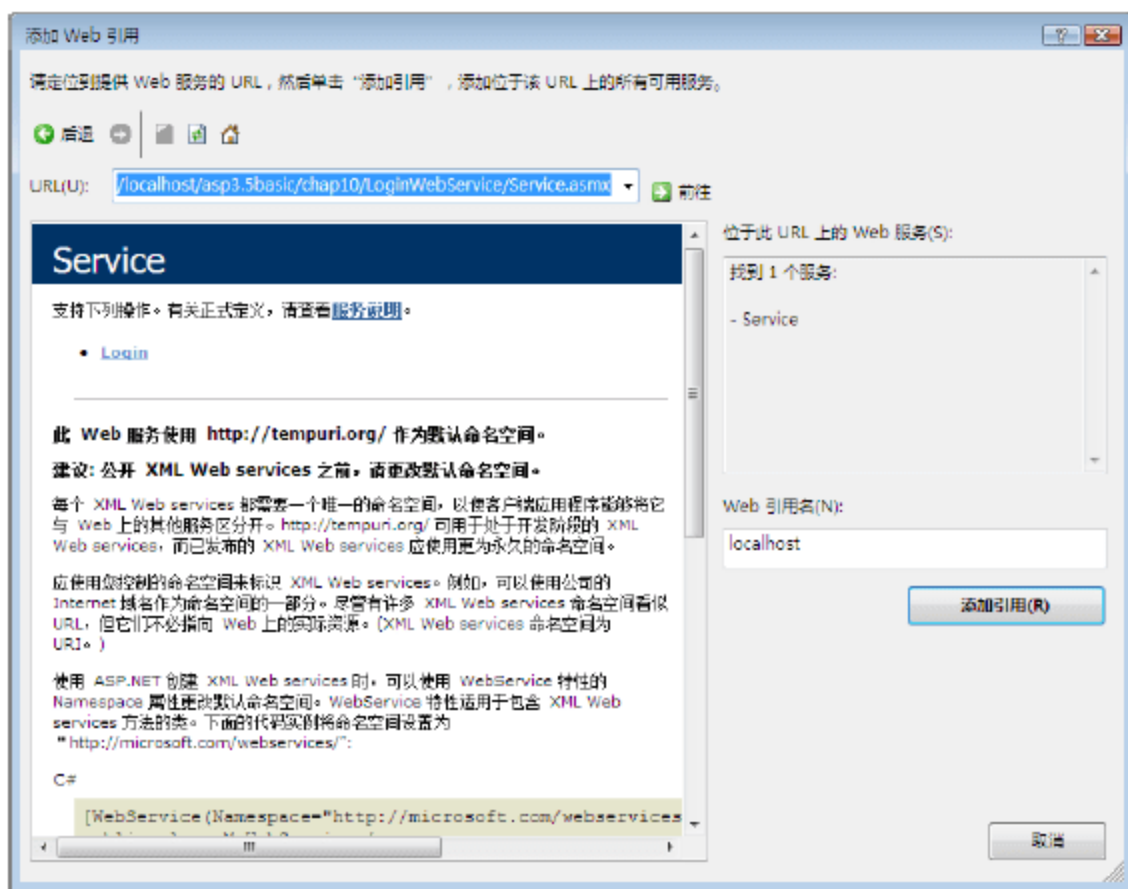 添加 Web 引用
请定位到提供 Web 服务的 URL，然后单击“添加引用”，添加位于该 URL 上的所有可用服务。
后退
URL(U):
/localhost/asp3.5basic/chap10/LoginWebService/Service.asmx
前往
Service
支持下列操作。有关正式定义，请查看服务说明。
• Login
此 Web 服务使用 http://tempuri.org/ 作为默认命名空间。
建议: 公开 XML Web services 之前，请更改默认命名空间。
每个 XML Web services 都需要一个唯一的命名空间，以便客户端应用程序能够将它
与 Web 上的其他服务区分开。http://tempuri.org/ 可用于处于开发阶段的 XML
Web services，而已发布的 XML Web services 应使用更为永久的命名空间。
应使用您控制的命名空间来标识 XML Web services。例如，可以使用公司的
Internet 域名作为命名空间的一部分。尽管有许多 XML Web services 命名空间看似
URL，但它们不必指向 Web 上的实际资源。(XML Web services 命名空间为
URI。)
使用 ASP.NET 创建 XML Web services 时，可以使用 WebService 特性的
Namespace 属性更改默认命名空间。WebService 特性适用于包含 XML Web
services 方法的类。下面的代码实例将命名空间设置为
"http://microsoft.com/webservices/":
C#
[WebService(Namespace="http://microsoft.com/webservices
位于此 URL 上的 Web 服务(S):
找到 1 个服务:
- Service
Web 引用名(N):
localhost
添加引用(R)
取消